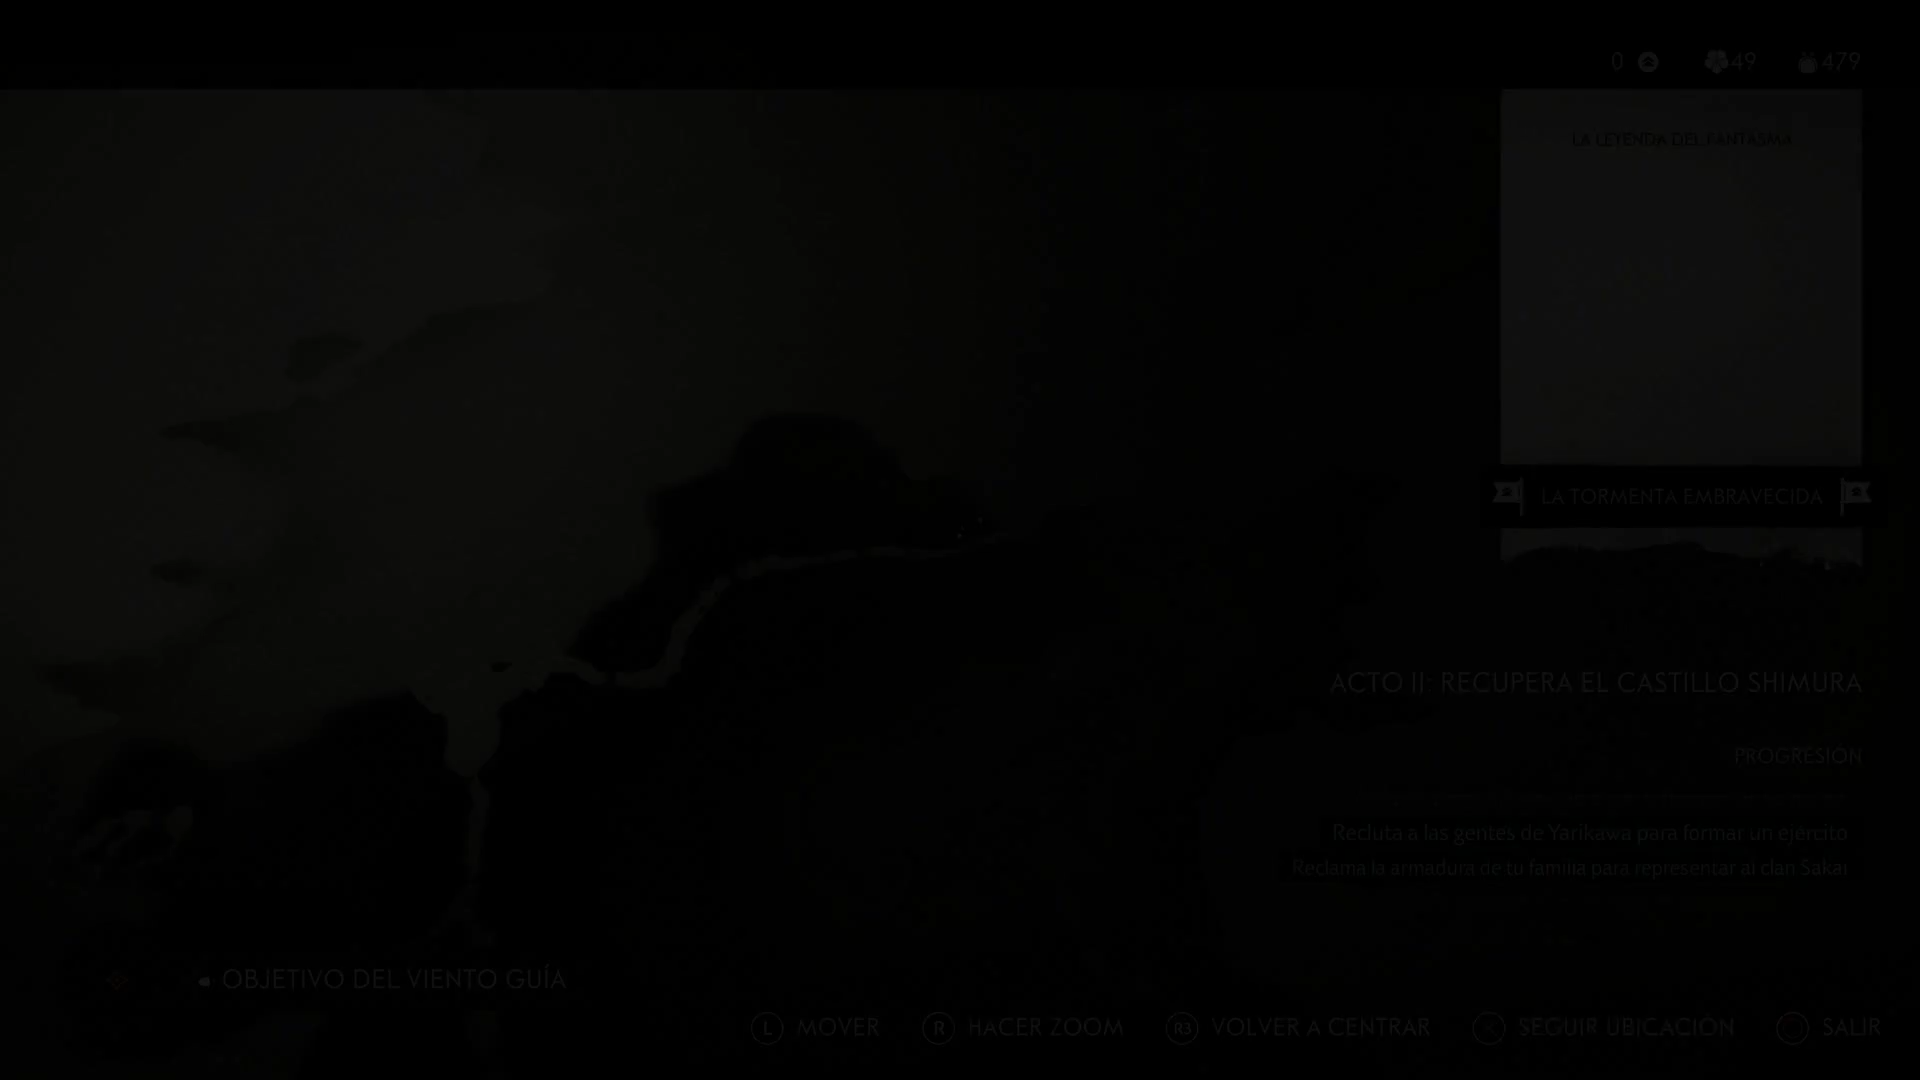 0 49 479
LA LEYENDA DEL FANTASMA
LA TORMENTA EMBRAVECIDA
ACTO II: RECUPERA EL CASTILLO SHIMURA
PROGRESIÓN
Recluta a las gentes de Yarikawa para formar un ejército
Reclama la armadura de tu familia para representar al clan Sakai
OBJETIVO DEL VIENTO GUÍA
L MOVER R HACER ZOOM R3 VOLVER A CENTRAR SEGUIR UBICACIÓN SALIR